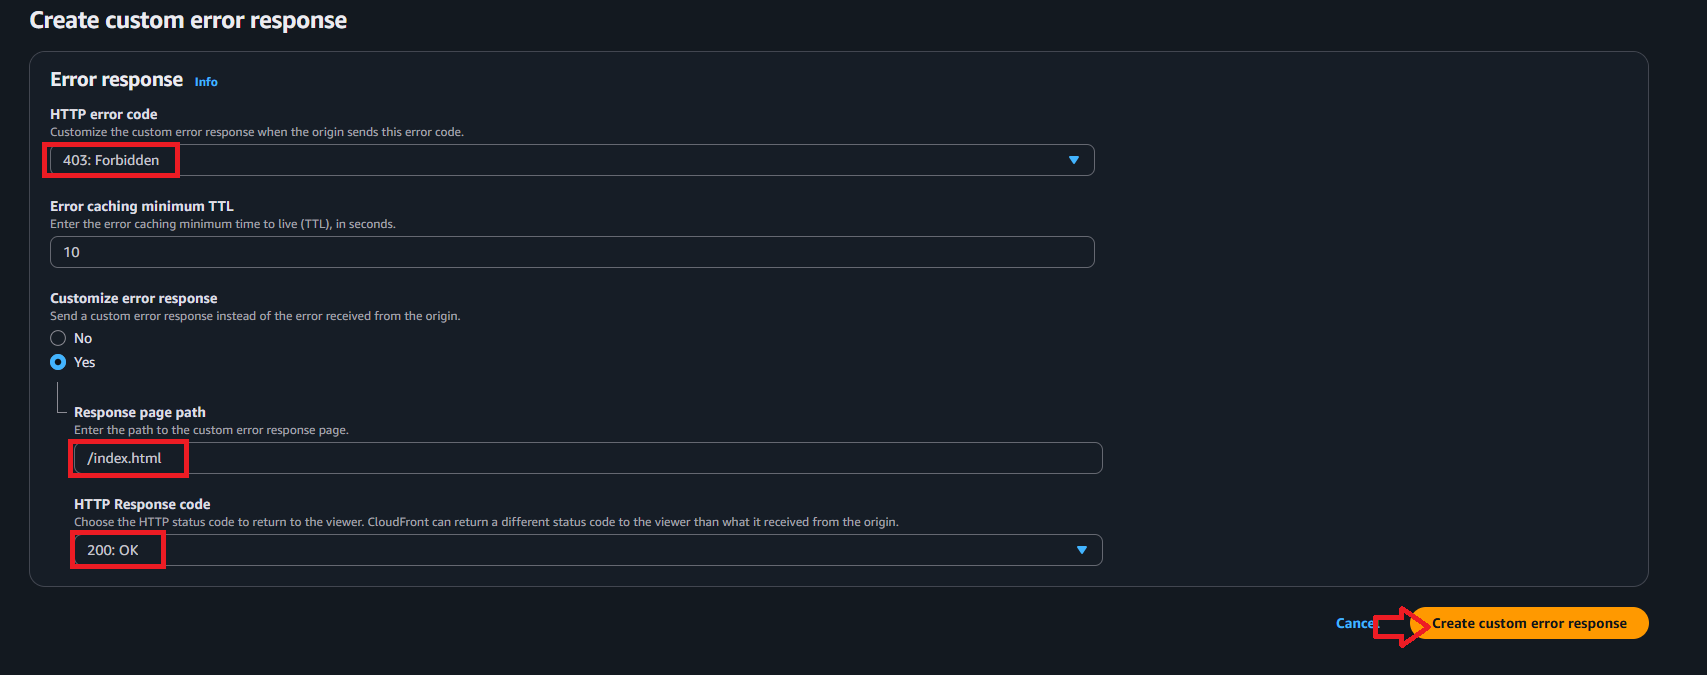 Create custom error response
Error response Info
HTTP error code
Customize the custom error response when the origin sends this error code.
403: Forbidden
Error caching minimum TTL
Enter the error caching minimum time to live (TTL), in seconds.
10
Customize error response
Send a custom error response instead of the error received from the origin.
No
Yes
Response page path
Enter the path to the custom error response page.
/index.html
HTTP Response code
Choose the HTTP status code to return to the viewer. CloudFront can return a different status code to the viewer than what it received from the origin.
200: OK
Cancel Create custom error response